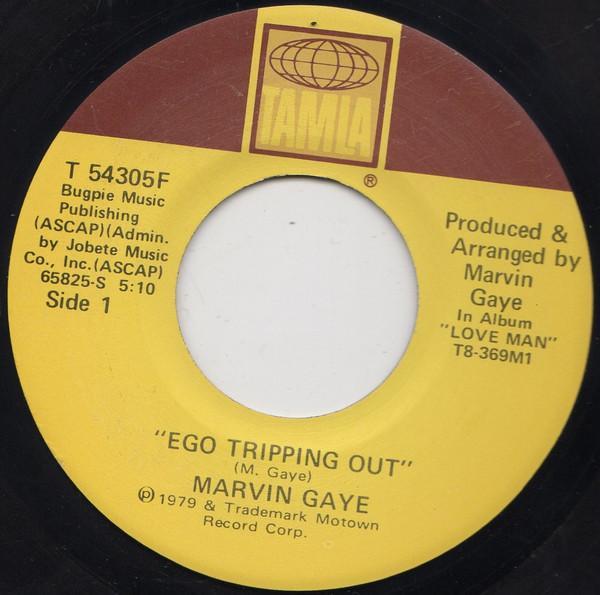 TAMLA
®
T 54305F
Bugpie Music
Publishing
(ASCAP)(Admin.
by Jobete Music
Co., Inc.(ASCAP)
65825-S 5:10
Side 1
Produced &
Arranged by
Marvin
Gaye
In Album
"LOVE MAN"
T8-369M1
"EGO TRIPPING OUT"
(M. Gaye)
MARVIN GAYE
℗ 1979 & Trademark Motown
Record Corp.